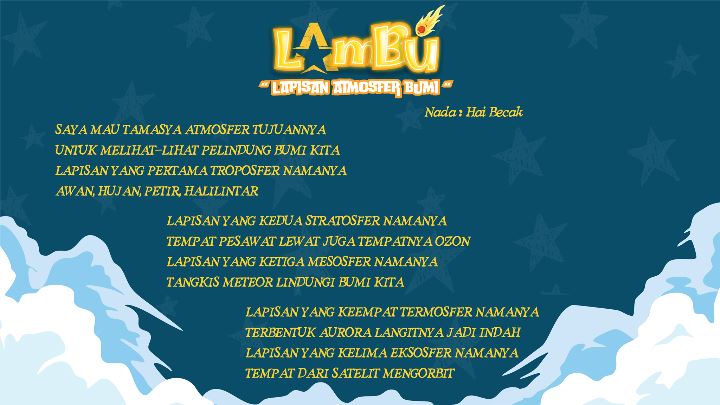 LAmBU
" LAPISAN ATMOSFER BUMI "
Nada : Hai Becak
SAYA MAU TAMASYA ATMOSFER TUJUANNYA
UNTUK MELIHAT-LIHAT PELINDUNG BUMI KITA
LAPISAN YANG PERTAMA TROPOSFER NAMANYA
AWAN, HUJAN, PETIR, HALILINTAR
LAPISAN YANG KEDUA STRATOSFER NAMANYA
TEMPAT PESAWAT LEWAT JUGA TEMPATNYA OZON
LAPISAN YANG KETIGA MESOSFER NAMANYA
TANGKIS METEOR LINDUNGI BUMI KITA
LAPISAN YANG KEEMPAT TERMOSFER NAMANYA
TERBENTUK AURORA LANGITNYA JADI INDAH
LAPISAN YANG KELIMA EKSOSFER NAMANYA
TEMPAT DARI SATELIT MENGORBIT